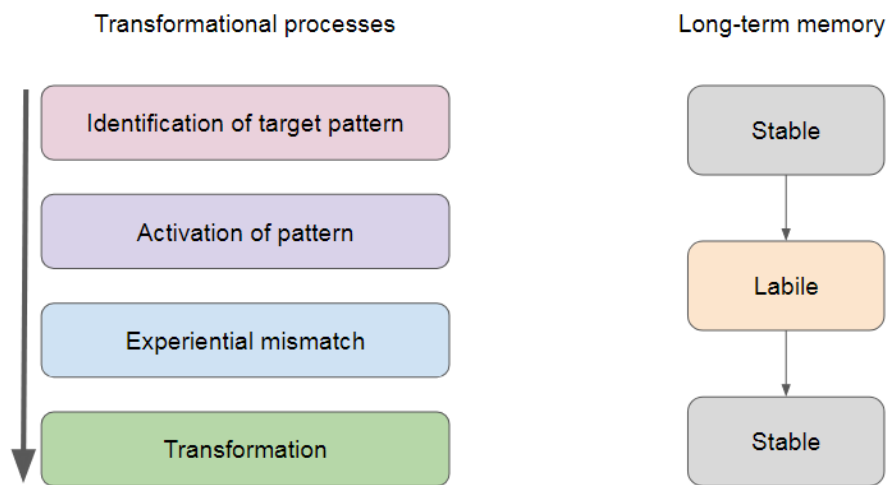 Transformational processes
Long-term memory
Identification of target pattern
Stable
Activation of pattern
Labile
Experiential mismatch
Transformation
Stable